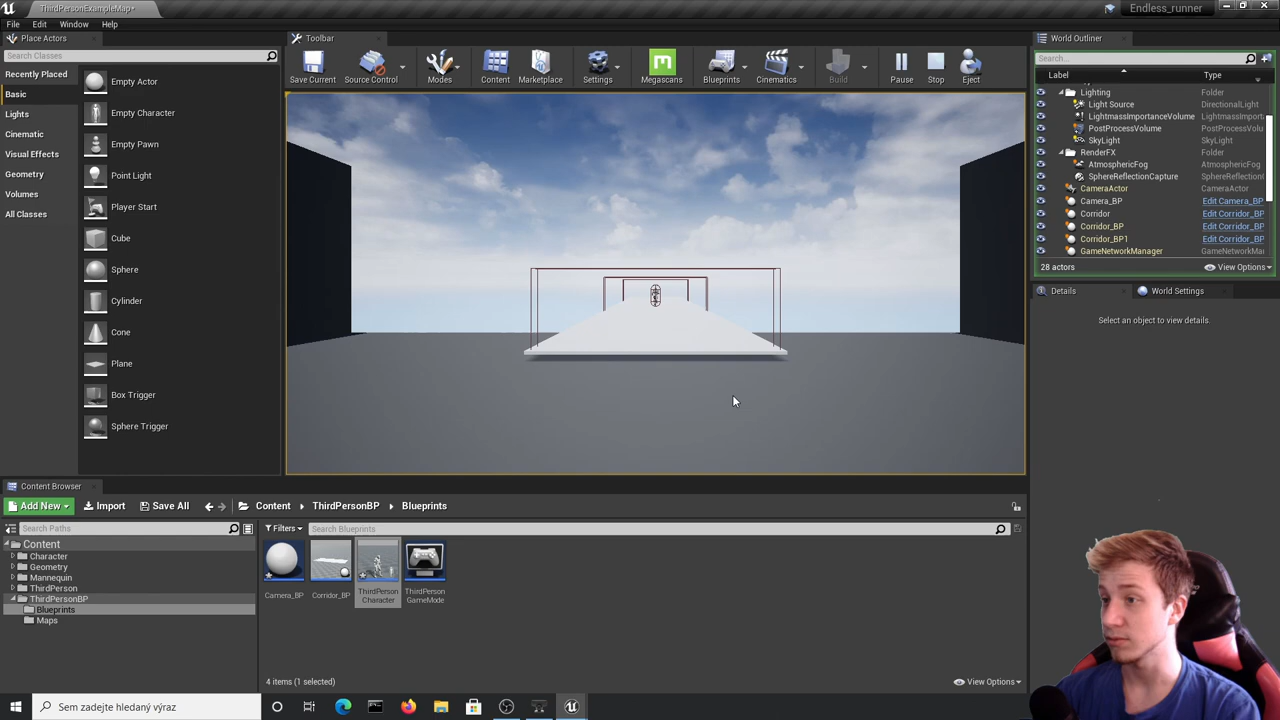 ThirdPersonExampleMap*
Endless_runner
File Edit Window Help
Place Actors
Search Classes
Recently Placed
Basic
Lights
Cinematic
Visual Effects
Geometry
Volumes
All Classes
Empty Actor
Empty Character
Empty Pawn
Point Light
Player Start
Cube
Sphere
Cylinder
Cone
Plane
Box Trigger
Sphere Trigger
Toolbar
Save Current
Source Control
Modes
Content
Marketplace
Settings
Megascans
Blueprints
Cinematics
Build
Pause
Stop
Eject
World Outliner
Search...
Label Type
Lighting Folder
Light Source DirectionalLight
LightmassImportanceVolume LightmassImporta
PostProcessVolume PostProcessVolu
SkyLight SkyLight
RenderFX Folder
AtmosphericFog AtmosphericFog
SphereReflectionCapture SphereReflection
CameraActor CameraActor
Camera_BP Edit Camera_BP
Corridor Edit Corridor_BP
Corridor_BP Edit Corridor_BP
Corridor_BP1 Edit Corridor_BP
GameNetworkManager GameNetworkMa
28 actors View Options
Details World Settings
Select an object to view details.
Content Browser
Add New Import Save All Content ThirdPersonBP Blueprints
Search Paths
Filters Search Blueprints
Content
Character
Geometry
Mannequin
ThirdPerson
ThirdPersonBP
Blueprints
Maps
Camera_BP
Corridor_BP
ThirdPerson
Character
ThirdPerson
GameMode
4 items (1 selected)
View Options
Sem zadejte hledaný výraz